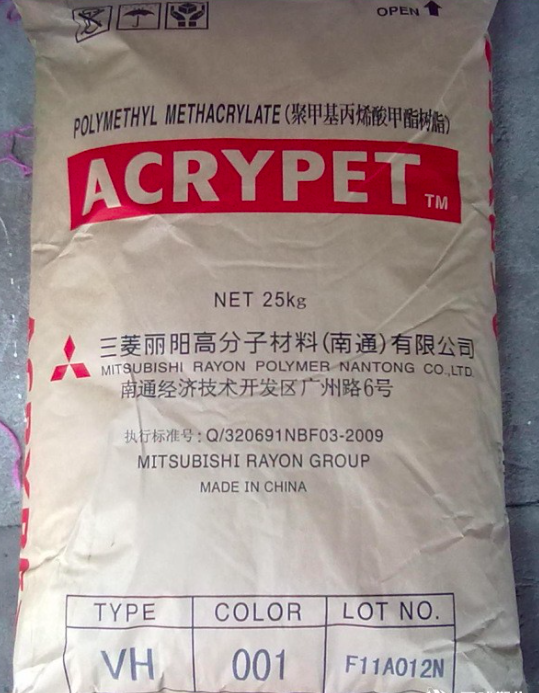 OPEN
POLYMETHYL METHACRYLATE(聚甲基丙烯酸甲酯树脂)
ACRYPET TM
NET 25kg
三菱丽阳高分子材料(南通)有限公司
MITSUBISHI RAYON POLYMER NANTONG CO.,LTD.
南通经济技术开发区广州路6号
执行标准号:Q/320691NBF03-2009
MITSUBISHI RAYON GROUP
MADE IN CHINA
TYPE COLOR LOT NO.
VH 001 F11A012N